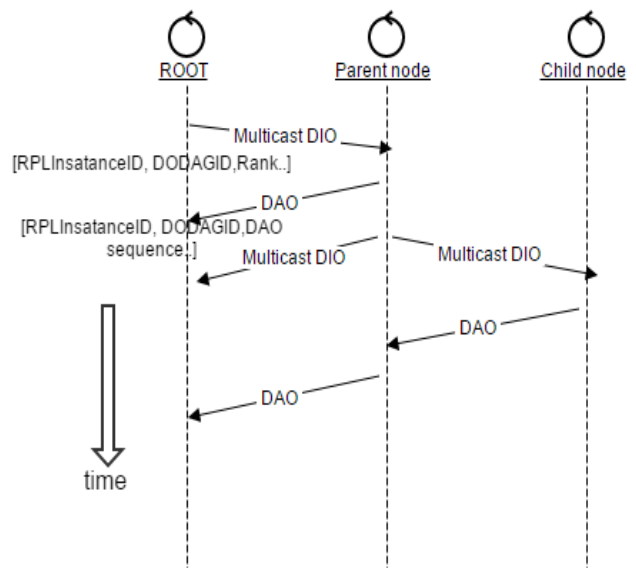 ROOT
Parent node
Child node
Multicast DIO
[RPLInsatanceID, DODAGID,Rank..]
DAO
[RPLInsatanceID, DODAGID,DAO
sequence..]
Multicast DIO
Multicast DIO
DAO
DAO
time